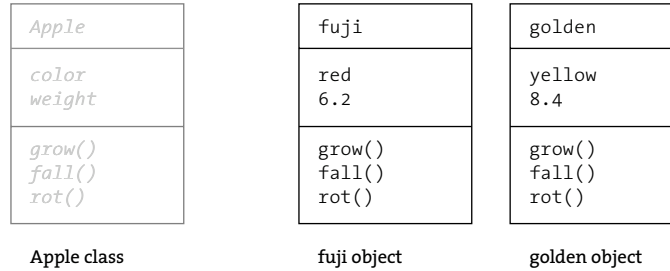 Apple
color
weight
grow()
fall()
rot()
Apple class
fuji
red
6.2
grow()
fall()
rot()
fuji object
golden
yellow
8.4
grow()
fall()
rot()
golden object